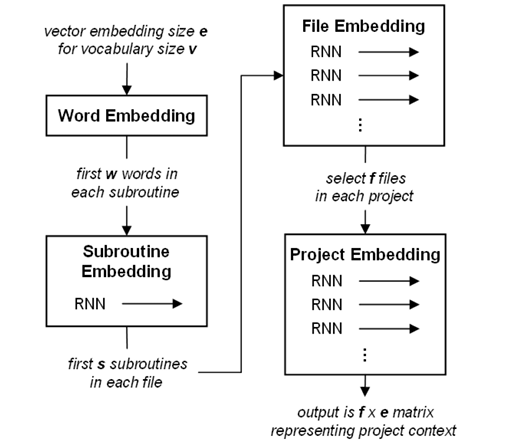 vector embedding size e
for vocabulary size v
Word Embedding
first w words in
each subroutine
Subroutine
Embedding
RNN
first s subroutines
in each file
File Embedding
RNN
RNN
RNN
⋮
select f files
in each project
Project Embedding
RNN
RNN
RNN
⋮
output is f x e matrix
representing project context